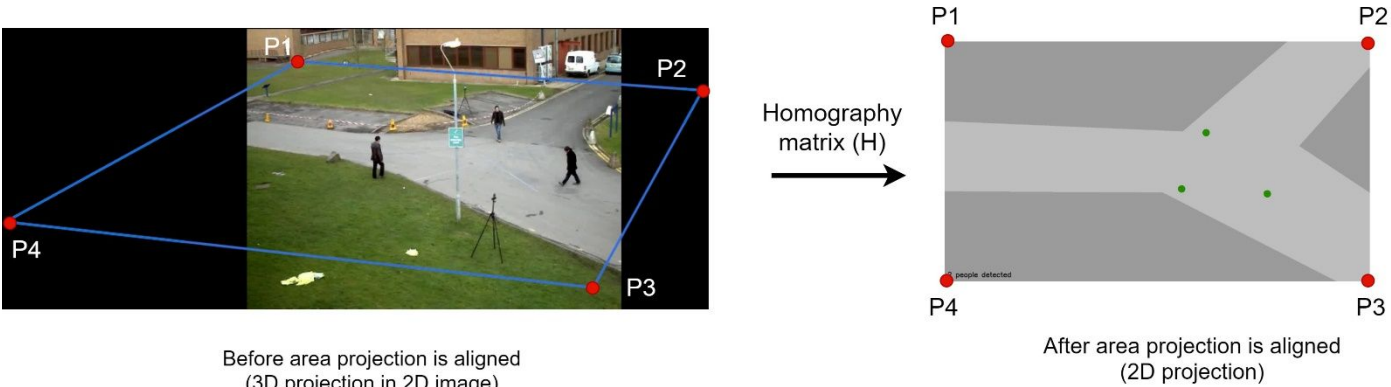 P1
P2
P4
P3
Before area projection is aligned
(3D projection in 2D image)
Homography
matrix (H)
P1
P2
people detected
P4
P3
After area projection is aligned
(2D projection)